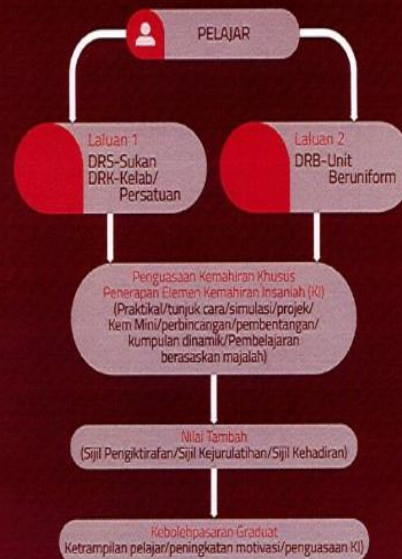 PELAJAR
Laluan 1
DRS-Sukan
DRK-Kelab/
Persatuan
Laluan 2
DRB-Unit
Beruniform
Penguasaan Kemahiran Khusus
Penerapan Elemen Kemahiran Insaniah (KI)
(Praktikal/tunjuk cara/simulasi/projek/
Kem Mini/perbincangan/pembentangan/
kumpulan dinamik/Pembelajaran
berasaskan majalah)
Nilai Tambah
(Sijil Pengiktirafan/Sijil Kejurulatihan/Sijil Kehadiran)
Kebolehpasaran Graduat
(Ketrampilan pelajar/peningkatan motivasi/penguasaan KI)